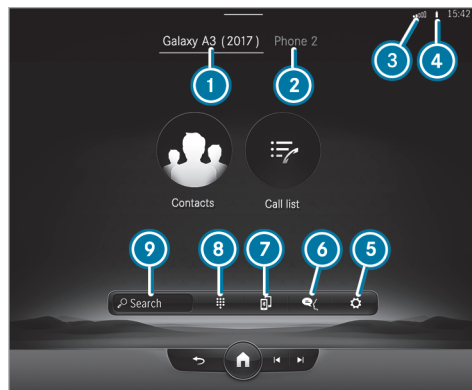 15:42
Galaxy A3 (2017) Phone 2
3 4
1 2
Contacts Call list
9 8 7 6 5
Search